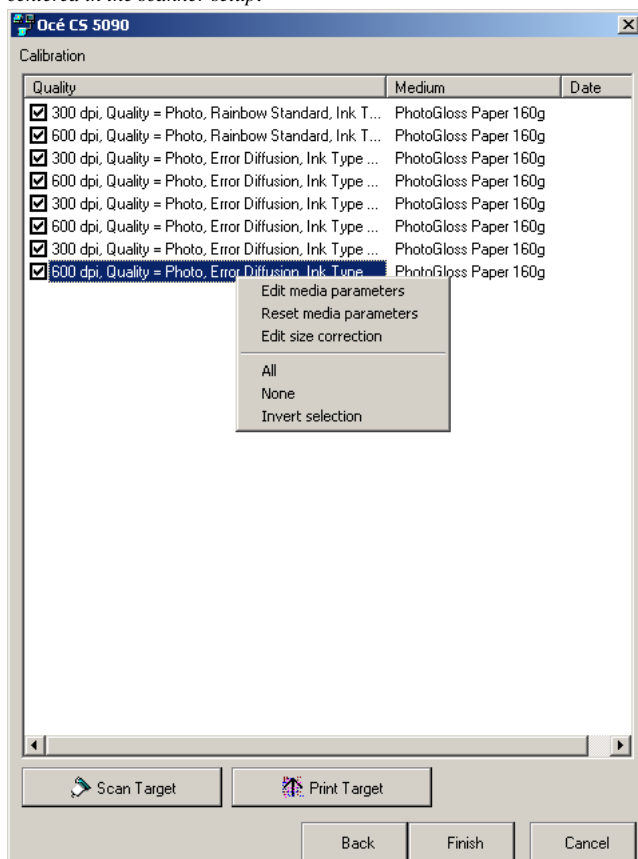 centered in the scanner setup.
Océ CS 5090
Calibration
Quality Medium Date
300 dpi, Quality = Photo, Rainbow Standard, Ink T... PhotoGloss Paper 160g
600 dpi, Quality = Photo, Rainbow Standard, Ink T... PhotoGloss Paper 160g
300 dpi, Quality = Photo, Error Diffusion, Ink Type ... PhotoGloss Paper 160g
600 dpi, Quality = Photo, Error Diffusion, Ink Type ... PhotoGloss Paper 160g
300 dpi, Quality = Photo, Error Diffusion, Ink Type ... PhotoGloss Paper 160g
600 dpi, Quality = Photo, Error Diffusion, Ink Type ... PhotoGloss Paper 160g
300 dpi, Quality = Photo, Error Diffusion, Ink Type ... PhotoGloss Paper 160g
600 dpi, Quality = Photo, Error Diffusion, Ink Type PhotoGloss Paper 160g
Edit media parameters
Reset media parameters
Edit size correction
All
None
Invert selection
Scan Target Print Target
Back Finish Cancel